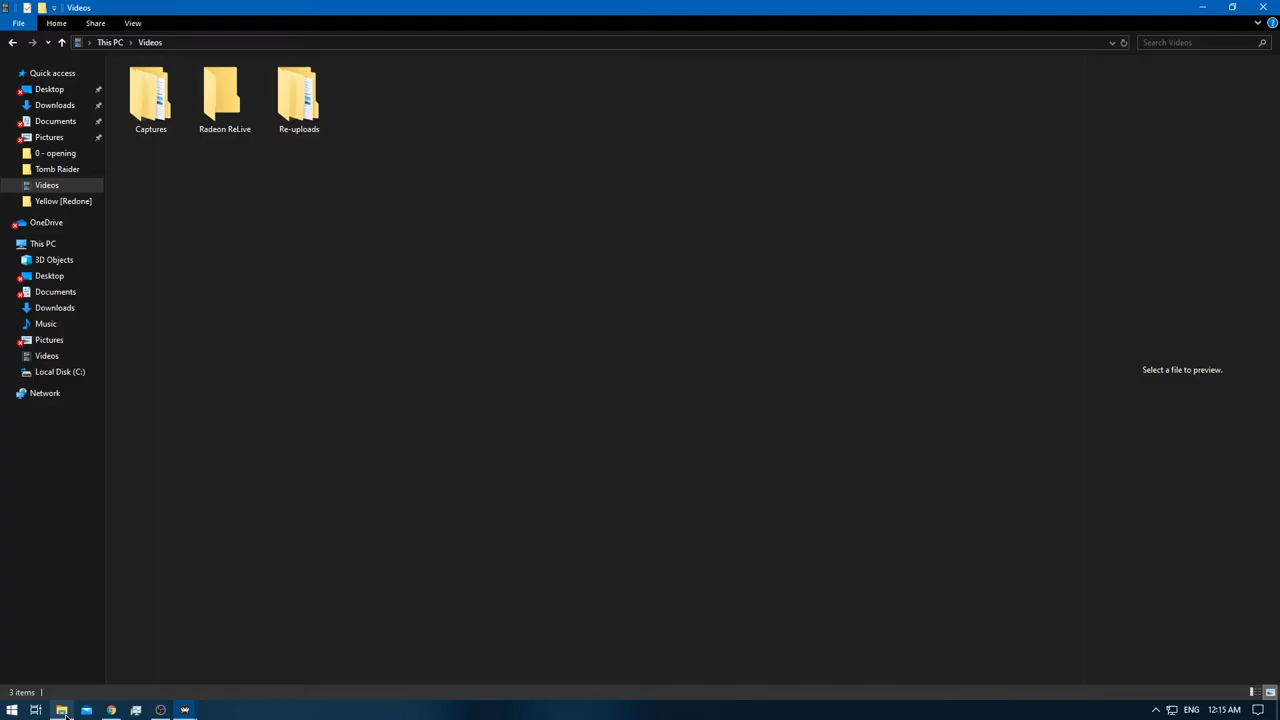 Videos
File Home Share View
This PC Videos Search Videos
Quick access
Desktop
Downloads
Documents
Pictures
0 - opening
Tomb Raider
Videos
Yellow [Redone]
OneDrive
This PC
3D Objects
Desktop
Documents
Downloads
Music
Pictures
Videos
Local Disk (C:)
Network
Captures Radeon ReLive Re-uploads
Select a file to preview.
3 items
ENG 12:15 AM